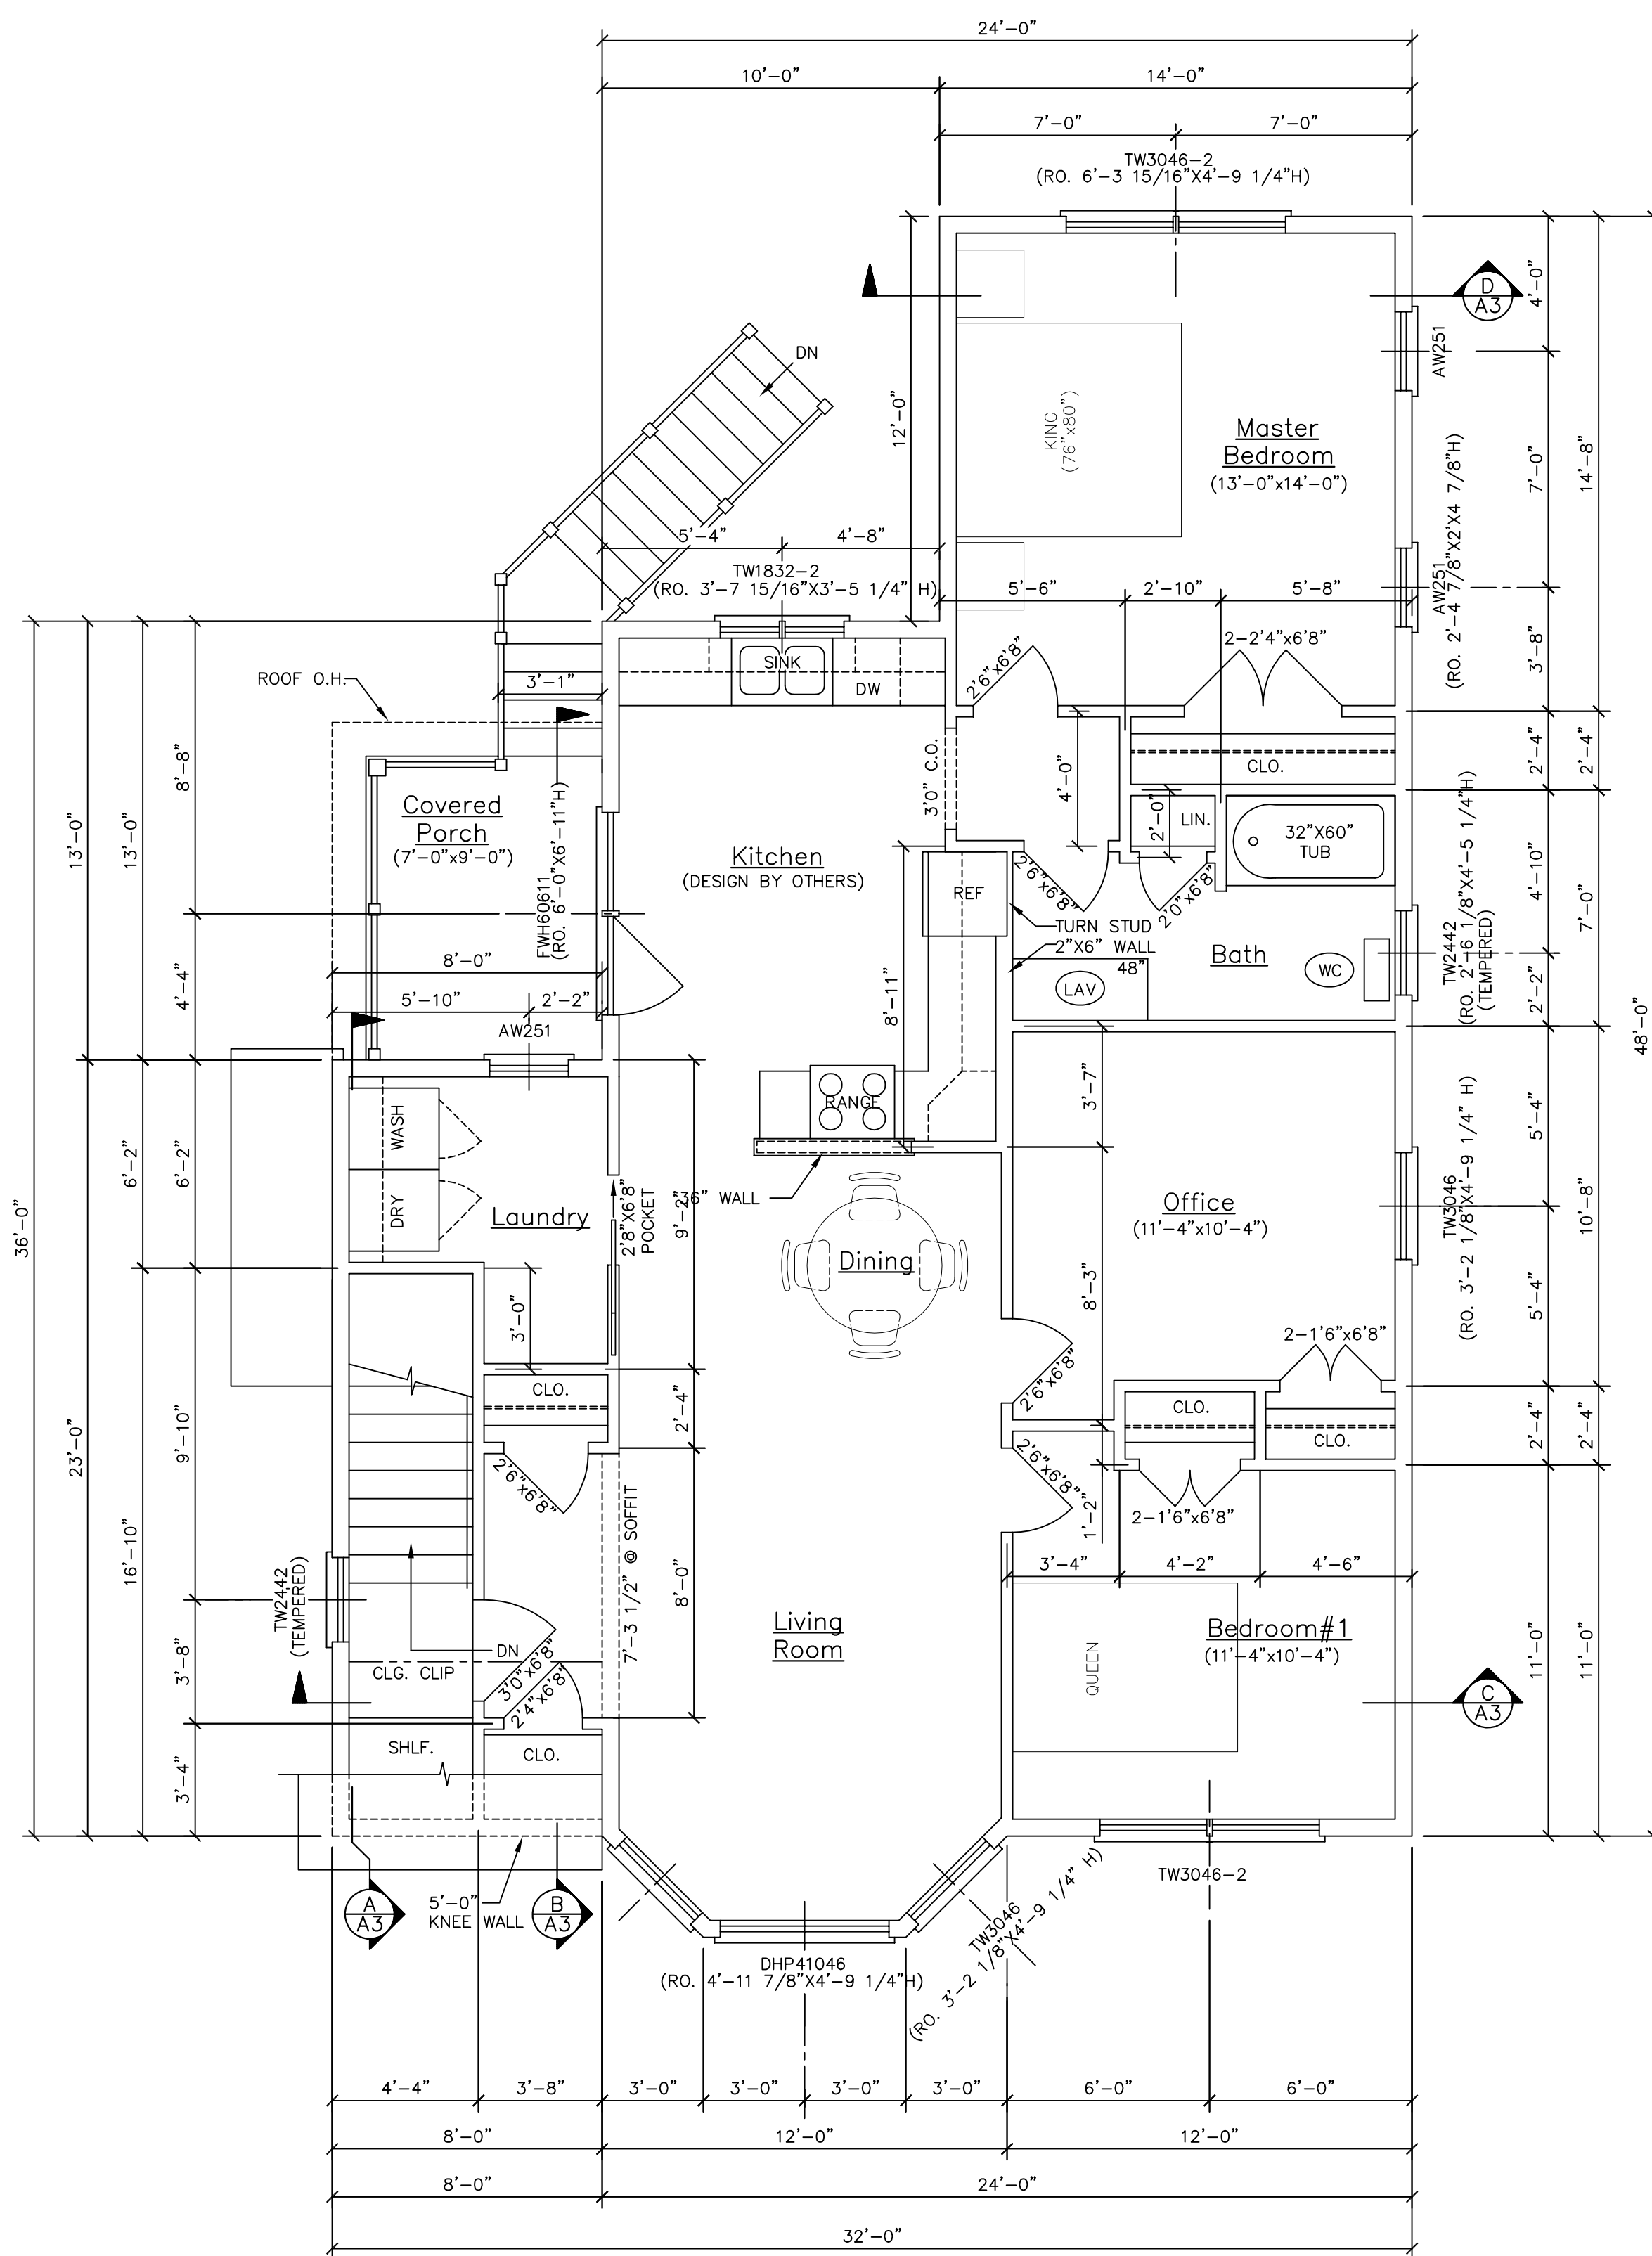 24'-0"
10'-0"
14'-0"
7'-0"
7'-0"
TW3046-2
(RO. 6'-3 15/16"X4'-9 1/4"H)
D
A3
4'-0"
AW251
DN
12'-0"
KING
(76"x80")
Master
Bedroom
(13'-0"x14'-0")
7'-0"
14'-8"
5'-4"
4'-8"
TW1832-2
(RO. 3'-7 15/16"X3'-5 1/4" H)
5'-6"
2'-10"
5'-8"
AW251
(RO. 2'-4 7/8"X2'X4 7/8"H)
2-2'4"x6'8"
2'6"x6'8"
3'-8"
ROOF O.H.
3'-1"
SINK
DW
8'-8"
13'-0"
13'-0"
Covered
Porch
(7'-0"x9'-0")
FWH60611
(RO. 6'-0"X6'-11"H)
Kitchen
(DESIGN BY OTHERS)
3'0" C.O.
4'-0"
CLO.
2'-4"
2'-4"
2'-0"
LIN.
32"X60"
TUB
REF
2'6"x6'8"
2'0"x6'8"
TURN STUD
2"X6" WALL
48"
LAV
Bath
WC
TW2442
(RO. 2'-6 1/8"X4'-5 1/4"H)
(TEMPERED)
4'-10"
7'-0"
2'-2"
48'-0"
8'-0"
5'-10"
2'-2"
4'-4"
AW251
8'-11"
RANGE
36" WALL
WASH
DRY
Laundry
2'8"X6'8"
POCKET
9'-2"
6'-2"
6'-2"
36'-0"
Dining
3'-7"
8'-3"
Office
(11'-4"x10'-4")
TW3046
(RO. 3'-2 1/8"X4'-9 1/4" H)
5'-4"
5'-4"
10'-8"
3'-0"
CLO.
2'-4"
2'6"x6'8"
2'6"x6'8"
2-1'6"x6'8"
CLO.
CLO.
2'-4"
2'-4"
23'-0"
9'-10"
16'-10"
2'6"x6'8"
7'-3 1/2" @ SOFFIT
8'-0"
1'-2"
2-1'6"x6'8"
3'-4"
4'-2"
4'-6"
TW2442
(TEMPERED)
DN
CLG. CLIP
3'0"x6'8"
2'4"x6'8"
3'-8"
Living
Room
QUEEN
Bedroom#1
(11'-4"x10'-4")
11'-0"
11'-0"
C
A3
SHLF.
CLO.
3'-4"
A
A3
5'-0"
KNEE WALL
B
A3
DHP41046
(RO. 4'-11 7/8"X4'-9 1/4"H)
TW3046
(RO. 3'-2 1/8"X4'-9 1/4" H)
TW3046-2
4'-4"
3'-8"
3'-0"
3'-0"
3'-0"
3'-0"
6'-0"
6'-0"
8'-0"
12'-0"
12'-0"
8'-0"
24'-0"
32'-0"